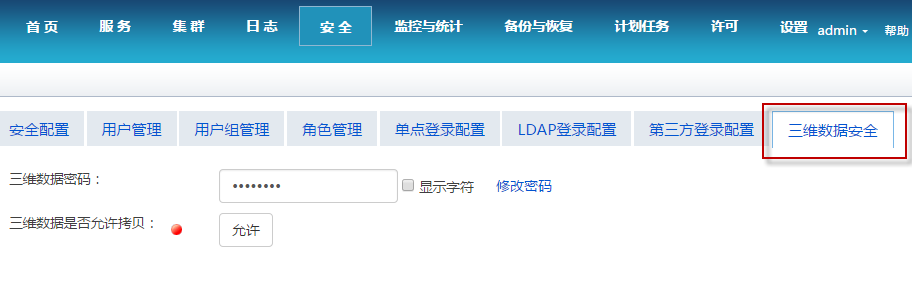 首页 服务 集群 日志 安全 监控与统计 备份与恢复 计划任务 许可 设置 admin 帮助
安全配置 用户管理 用户组管理 角色管理 单点登录配置 LDAP登录配置 第三方登录配置 三维数据安全
三维数据密码： •••••••• 显示字符 修改密码
三维数据是否允许拷贝： 允许